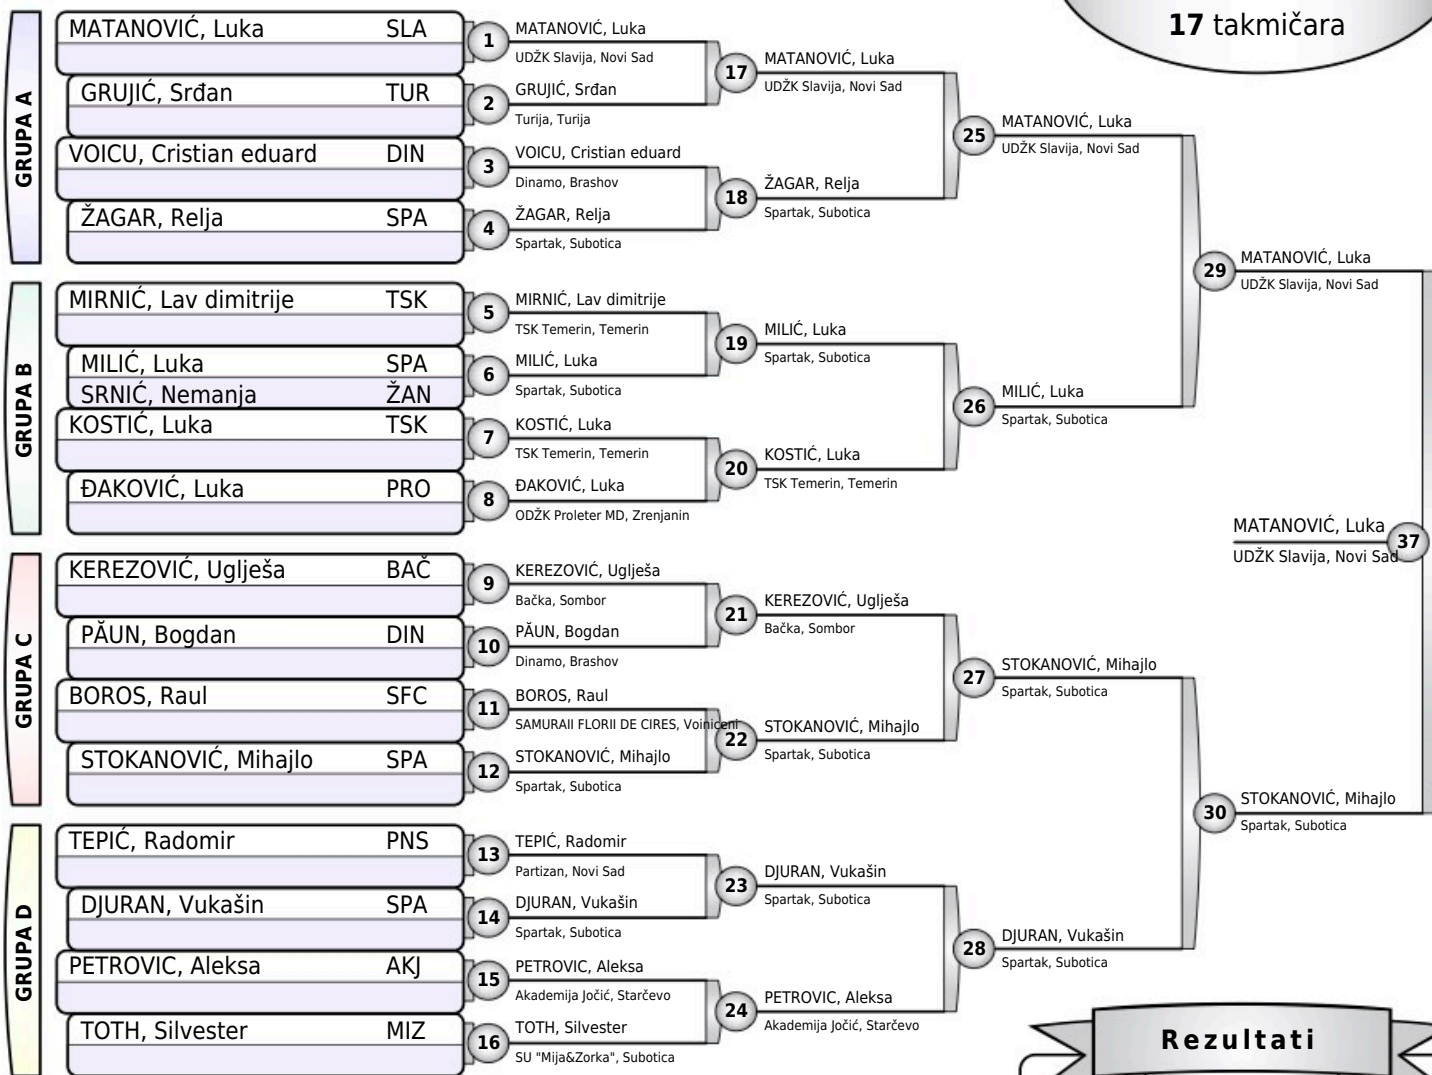 17 takmičara
GRUPA A
MATANOVIĆ, Luka SLA
GRUJIĆ, Srđan TUR
VOICU, Cristian eduard DIN
ŽAGAR, Relja SPA
GRUPA B
MIRNIĆ, Lav dimitrije TSK
MILIĆ, Luka SPA
SRNIĆ, Nemanja ŽAN
KOSTIĆ, Luka TSK
ĐAKOVIĆ, Luka PRO
GRUPA C
KEREZOVIĆ, Uglješa BAČ
PĂUN, Bogdan DIN
BOROS, Raul SFC
STOKANOVIĆ, Mihajlo SPA
GRUPA D
TEPIĆ, Radomir PNS
DJURAN, Vukašin SPA
PETROVIC, Aleksa AKJ
TOTH, Silvester MIZ
1
MATANOVIĆ, Luka
UDŽK Slavija, Novi Sad
2
GRUJIĆ, Srđan
Turija, Turija
3
VOICU, Cristian eduard
Dinamo, Brashov
4
ŽAGAR, Relja
Spartak, Subotica
5
MIRNIĆ, Lav dimitrije
TSK Temerin, Temerin
6
MILIĆ, Luka
Spartak, Subotica
7
KOSTIĆ, Luka
TSK Temerin, Temerin
8
ĐAKOVIĆ, Luka
ODŽK Proleter MD, Zrenjanin
9
KEREZOVIĆ, Uglješa
Bačka, Sombor
10
PĂUN, Bogdan
Dinamo, Brashov
11
BOROS, Raul
SAMURAII FLORII DE CIRES, Voiniceni
12
STOKANOVIĆ, Mihajlo
Spartak, Subotica
13
TEPIĆ, Radomir
Partizan, Novi Sad
14
DJURAN, Vukašin
Spartak, Subotica
15
PETROVIC, Aleksa
Akademija Jočić, Starčevo
16
TOTH, Silvester
SU "Mija&Zorka", Subotica
17
MATANOVIĆ, Luka
UDŽK Slavija, Novi Sad
18
ŽAGAR, Relja
Spartak, Subotica
19
MILIĆ, Luka
Spartak, Subotica
20
KOSTIĆ, Luka
TSK Temerin, Temerin
21
KEREZOVIĆ, Uglješa
Bačka, Sombor
22
STOKANOVIĆ, Mihajlo
Spartak, Subotica
23
DJURAN, Vukašin
Spartak, Subotica
24
PETROVIC, Aleksa
Akademija Jočić, Starčevo
25
MATANOVIĆ, Luka
UDŽK Slavija, Novi Sad
26
MILIĆ, Luka
Spartak, Subotica
27
STOKANOVIĆ, Mihajlo
Spartak, Subotica
28
DJURAN, Vukašin
Spartak, Subotica
29
MATANOVIĆ, Luka
UDŽK Slavija, Novi Sad
30
STOKANOVIĆ, Mihajlo
Spartak, Subotica
MATANOVIĆ, Luka
UDŽK Slavija, Novi Sad
37
Rezultati